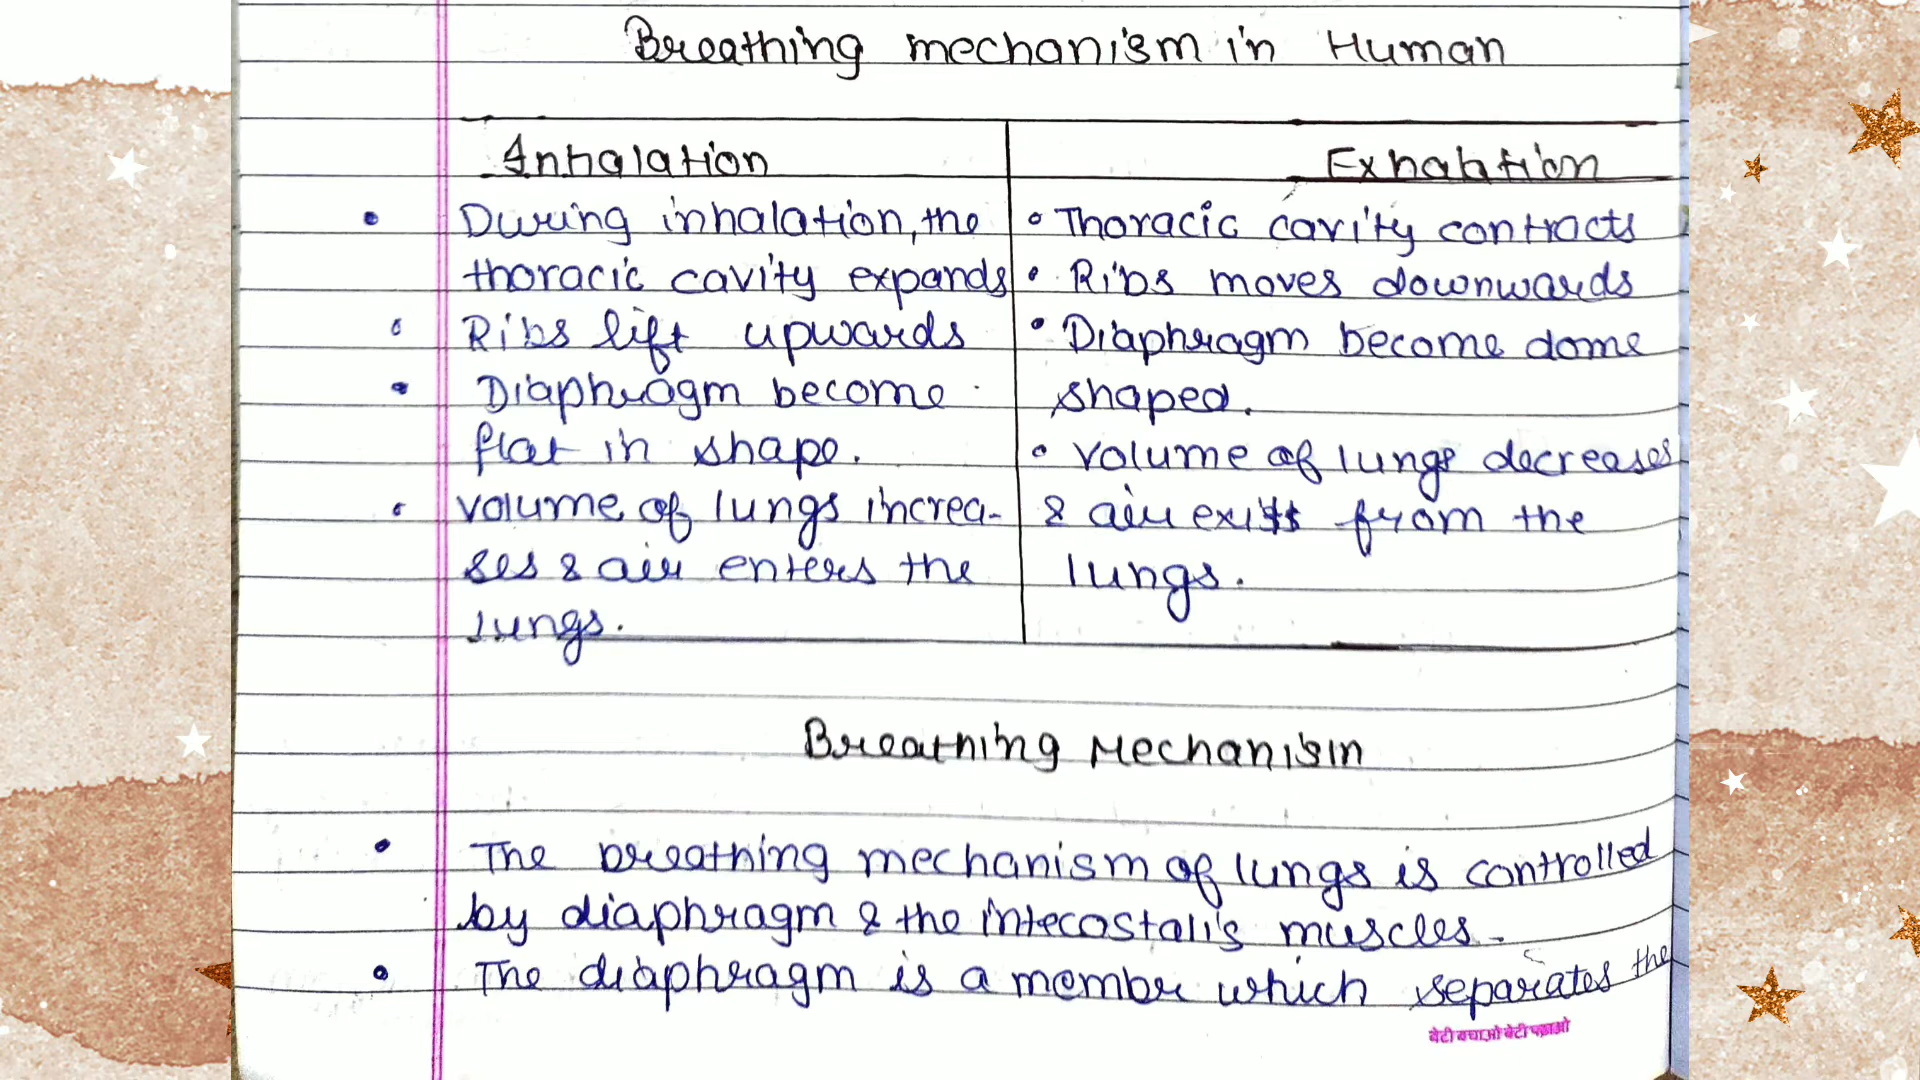 Breathing mechanism in Human
Inhalation
Exhalation
• During inhalation, the
thoracic cavity expands
• Ribs lift upwards
• Diaphragm become
flat in shape.
• volume of lungs increa-
ses & air enters the
lungs.
• Thoracic cavity contracts
• Ribs moves downwards
• Diaphragm become dome
shaped.
• volume of lungs decreases
& air exits from the
lungs.
Breathing Mechanism
• The breathing mechanism of lungs is controlled
by diaphragm & the intecostalis muscles.
• The diaphragm is a membr which separates the
बेटी बचाओ बेटी पढ़ाओ